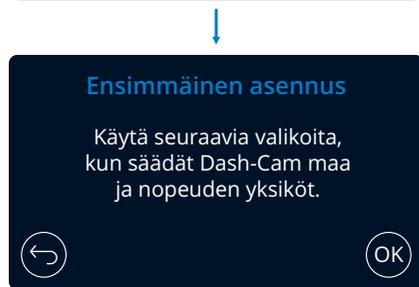 Ensimmäinen asennus
Käytä seuraavia valikoita,
kun säädät Dash-Cam maa
ja nopeuden yksiköt.
OK